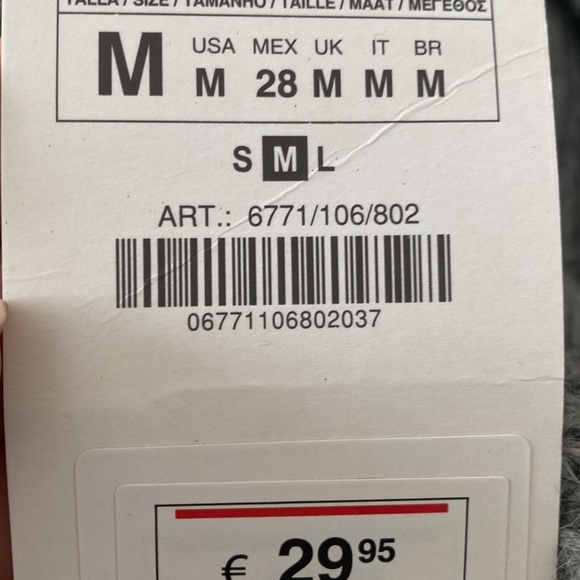 TALLA / SIZE / TAMANHO / TAILLE / MAAT / ΜΕΓΕΘΟΣ
M USA MEX UK IT BR
M 28 M M M
S M L
ART.: 6771/106/802
06771106802037
€ 29 95